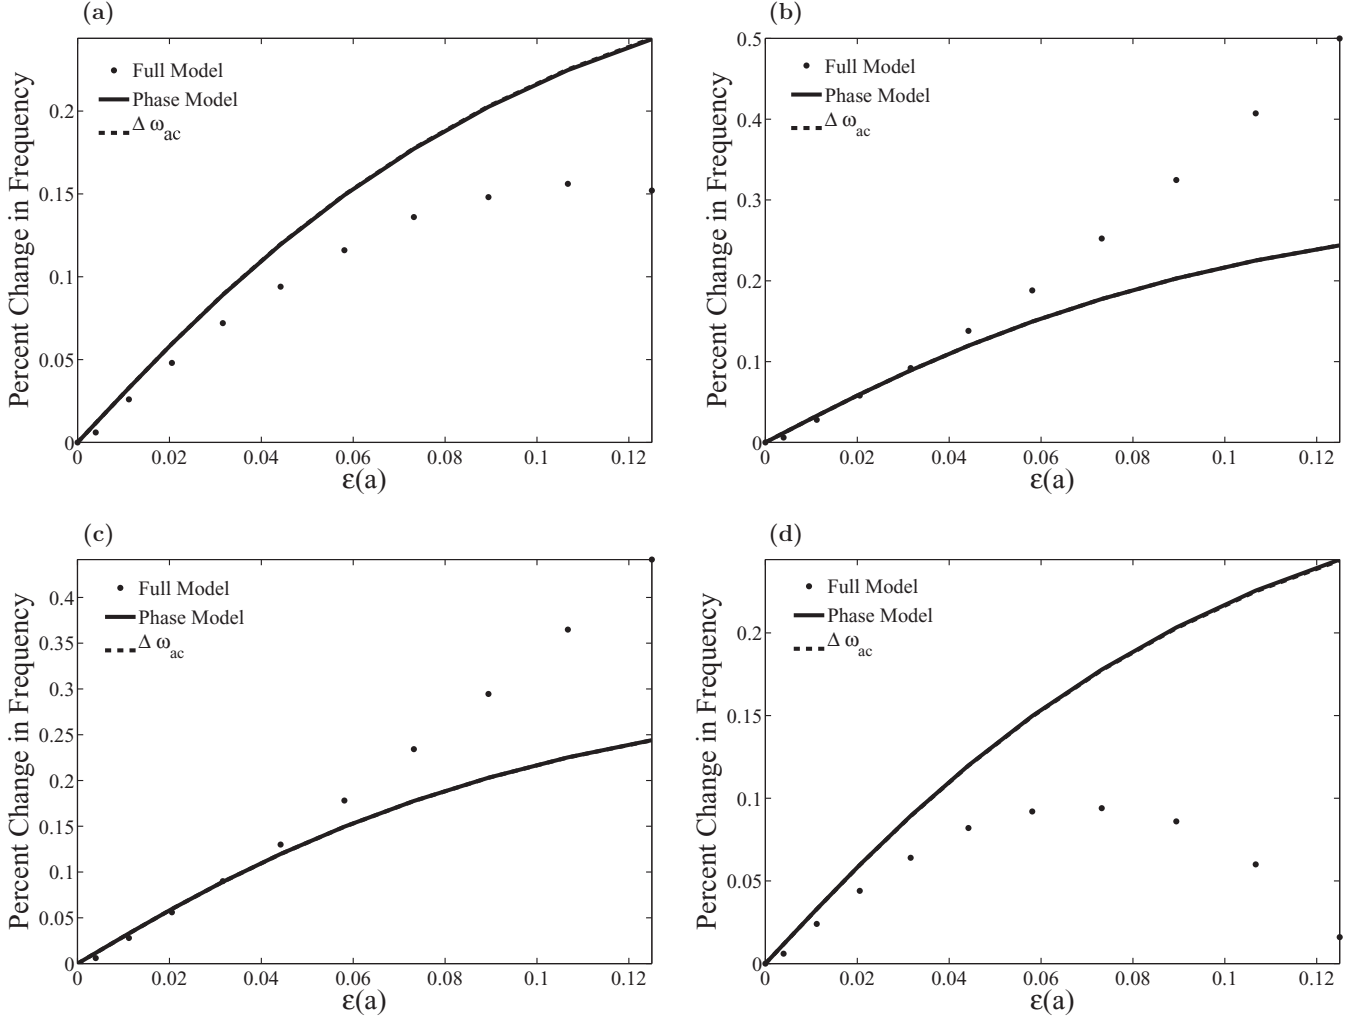 (a)
Percent Change in Frequency
0.2
0.15
0.1
0.05
0
0
0.02
0.04
0.06
0.08
0.1
0.12
ε(a)
Full Model
Phase Model
Δ ω_ac
(b)
Percent Change in Frequency
0.5
0.4
0.3
0.2
0.1
0
0
0.02
0.04
0.06
0.08
0.1
0.12
ε(a)
Full Model
Phase Model
Δ ω_ac
(c)
Percent Change in Frequency
0.4
0.35
0.3
0.25
0.2
0.15
0.1
0.05
0
0
0.02
0.04
0.06
0.08
0.1
0.12
ε(a)
Full Model
Phase Model
Δ ω_ac
(d)
Percent Change in Frequency
0.2
0.15
0.1
0.05
0
0
0.02
0.04
0.06
0.08
0.1
0.12
ε(a)
Full Model
Phase Model
Δ ω_ac